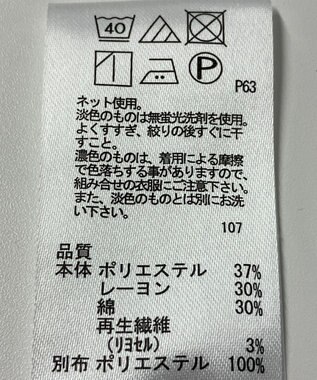 40
P
P63
ネット使用。
淡色のものは無蛍光洗剤を使用。
よくすすぎ、絞りの後すぐに干
すこと。
濃色のものは、着用による摩擦
で色落ちする事がありますので、
組み合せの衣服にご注意下さい。
また、淡色のものとは別にお洗
い下さい。
107
品質
本体 ポリエステル 37%
レーヨン 30%
綿 30%
再生繊維
(リヨセル) 3%
別布 ポリエステル 100%